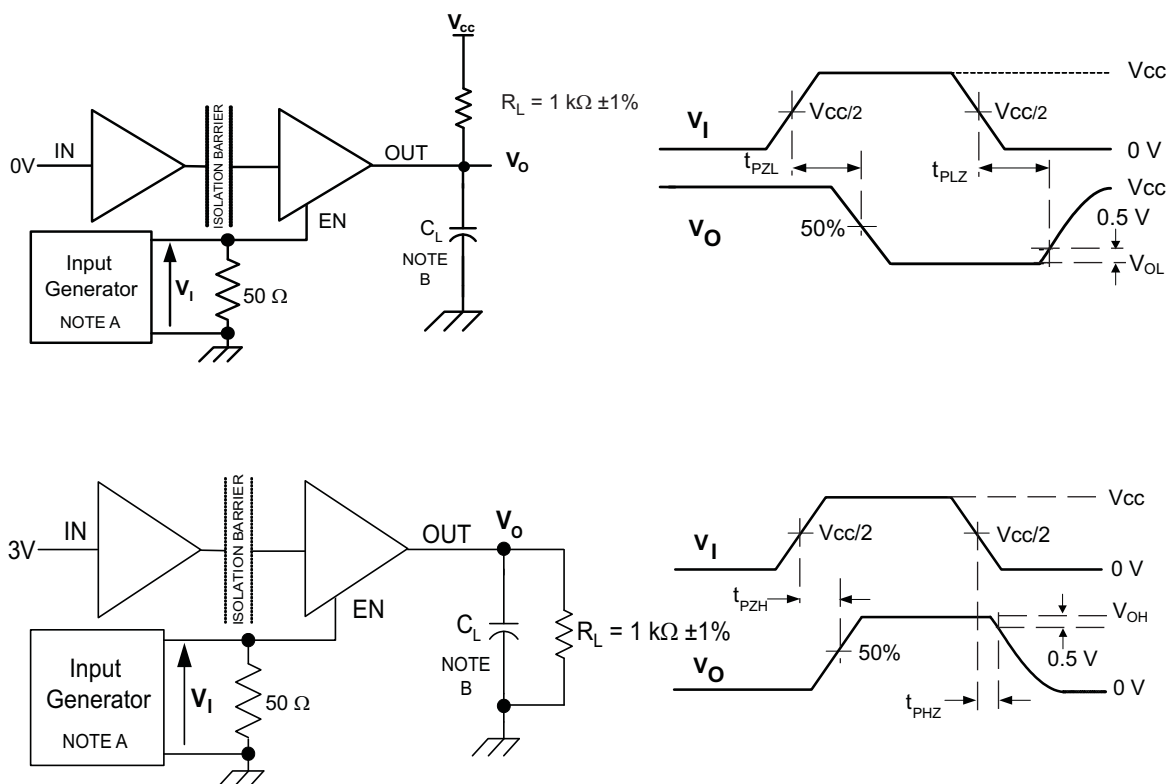 Vcc
RL = 1 kΩ ±1%
IN
0V
ISOLATION BARRIER
OUT
VO
EN
CL
NOTE
B
Input
Generator
NOTE A
VI
50 Ω
Vcc
VI
Vcc/2
Vcc/2
0 V
tPZL
tPLZ
Vcc
VO
50%
0.5 V
VOL
IN
3V
ISOLATION BARRIER
OUT
VO
EN
CL
NOTE
B
RL = 1 kΩ ±1%
Input
Generator
NOTE A
VI
50 Ω
Vcc
VI
Vcc/2
Vcc/2
0 V
tPZH
VOH
0.5 V
VO
50%
0 V
tPHZ